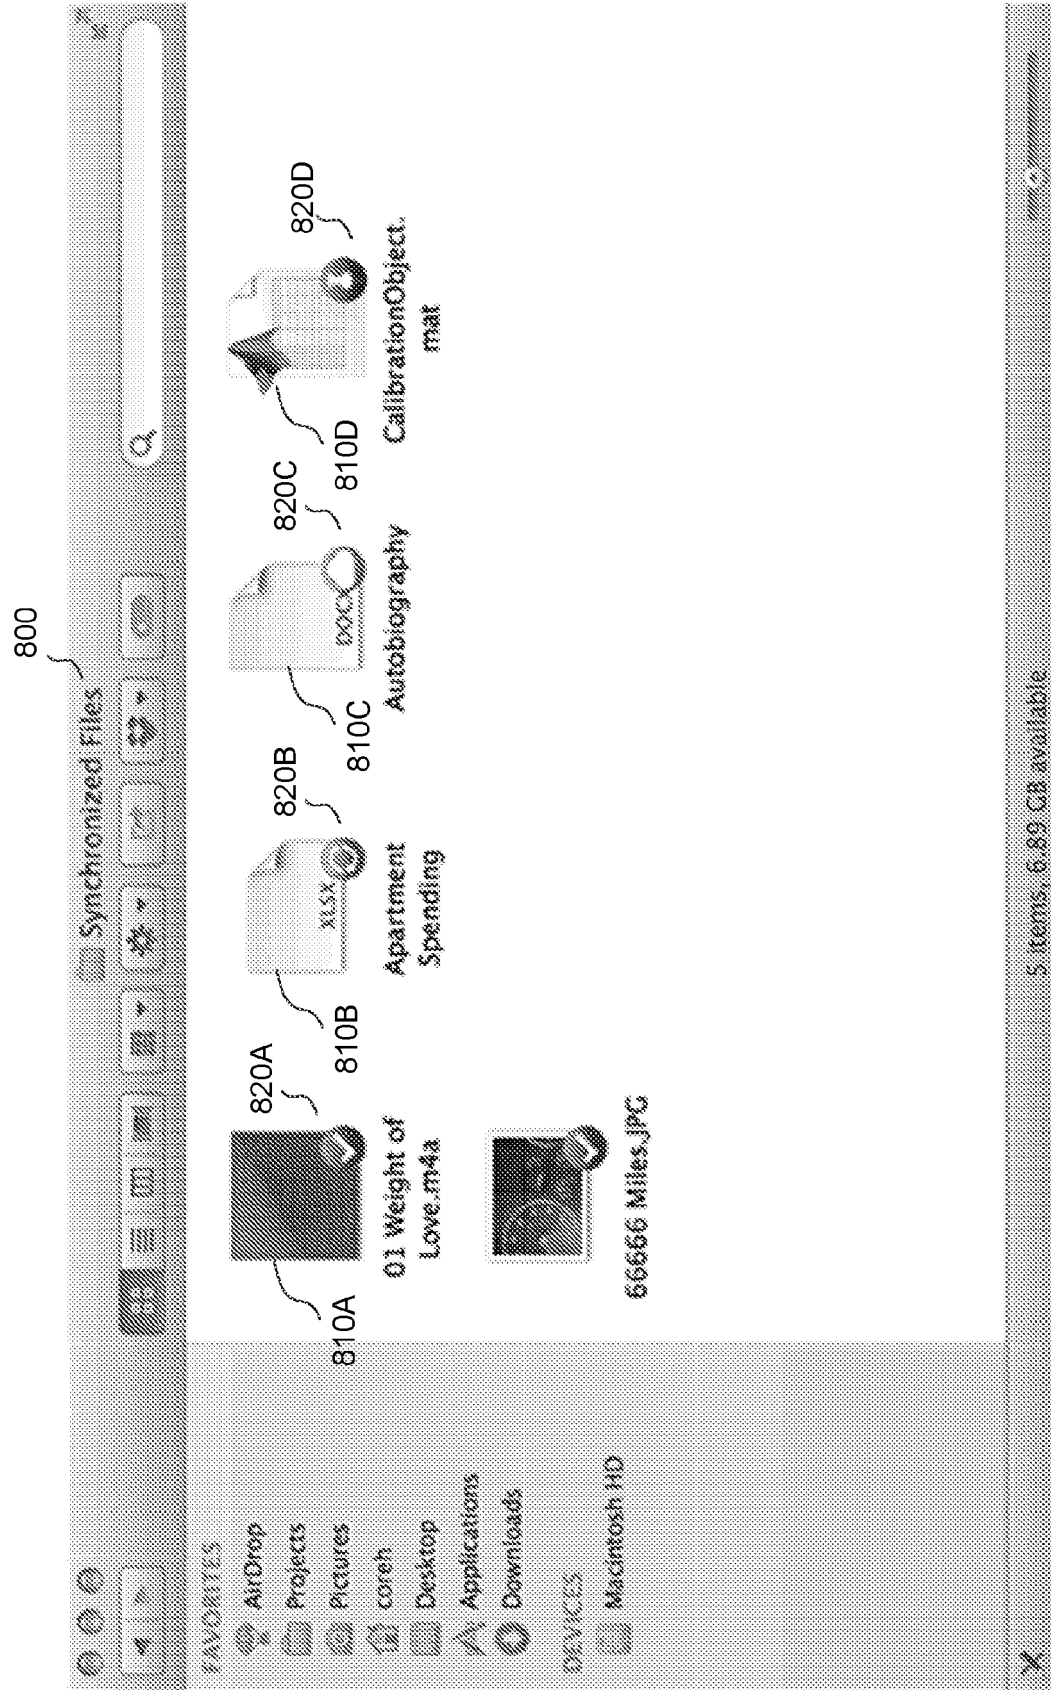 800
Synchronized Files
FAVORITES
AirDrop
Projects
Pictures
coreh
Desktop
Applications
Downloads
DEVICES
Macintosh HD
810A
820A
01 Weight of
Love.m4a
810B
820B
XLSX
Apartment
Spending
810C
820C
DOCX
Autobiography
810D
820D
CalibrationObject.
mat
66666 Miles.JPG
5 items, 6.89 GB available